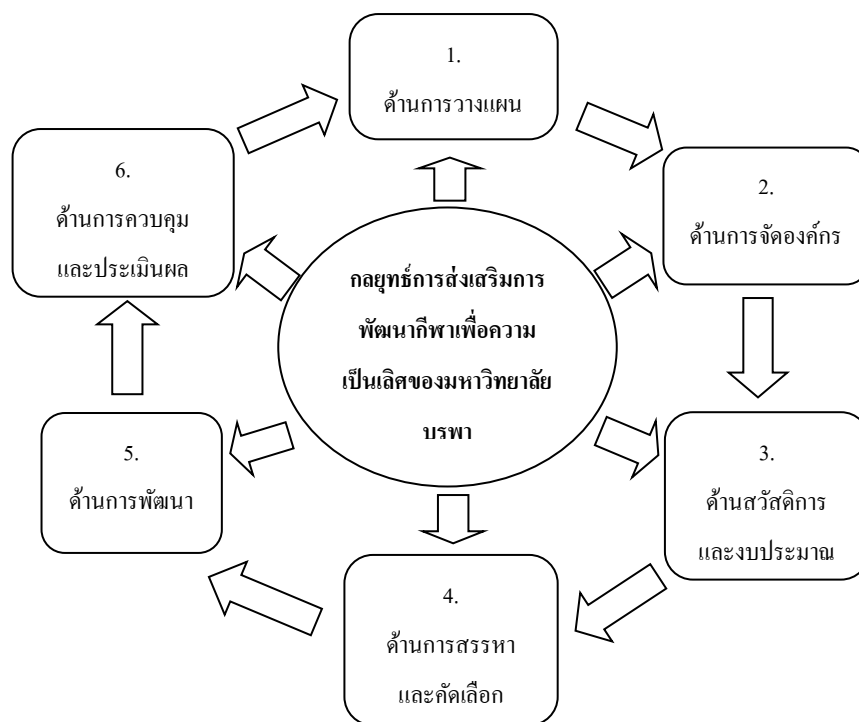 1.
ด้านการวางแผน
2.
ด้านการจัดองค์กร
3.
ด้านสวัสดิการ
และงบประมาณ
4.
ด้านการสรรหา
และคัดเลือก
5.
ด้านการพัฒนา
6.
ด้านการควบคุม
และประเมินผล
กลยุทธ์การส่งเสริมการ
พัฒนากีฬาเพื่อความ
เป็นเลิศของมหาวิทยาลัย
บรพา